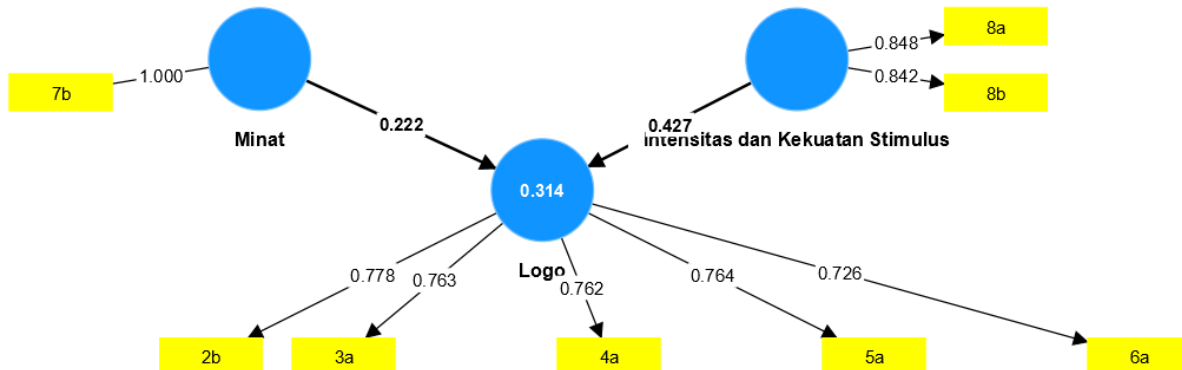 8a
0.848
1.000
0.842
7b
8b
0.222
0.427
Minat
Intensitas dan Kekuatan Stimulus
0.314
Logo
0.778
0.763
0.762
0.764
0.726
2b
3a
4a
5a
6a